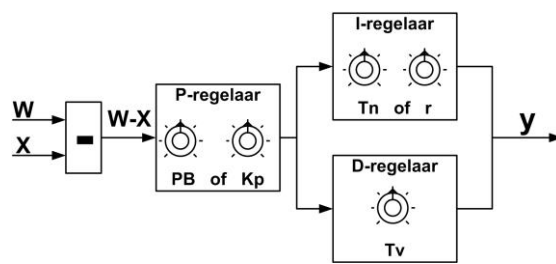 I-regelaar
Tn of r
W
X
W-X
P-regelaar
PB of Kp
y
D-regelaar
Tv